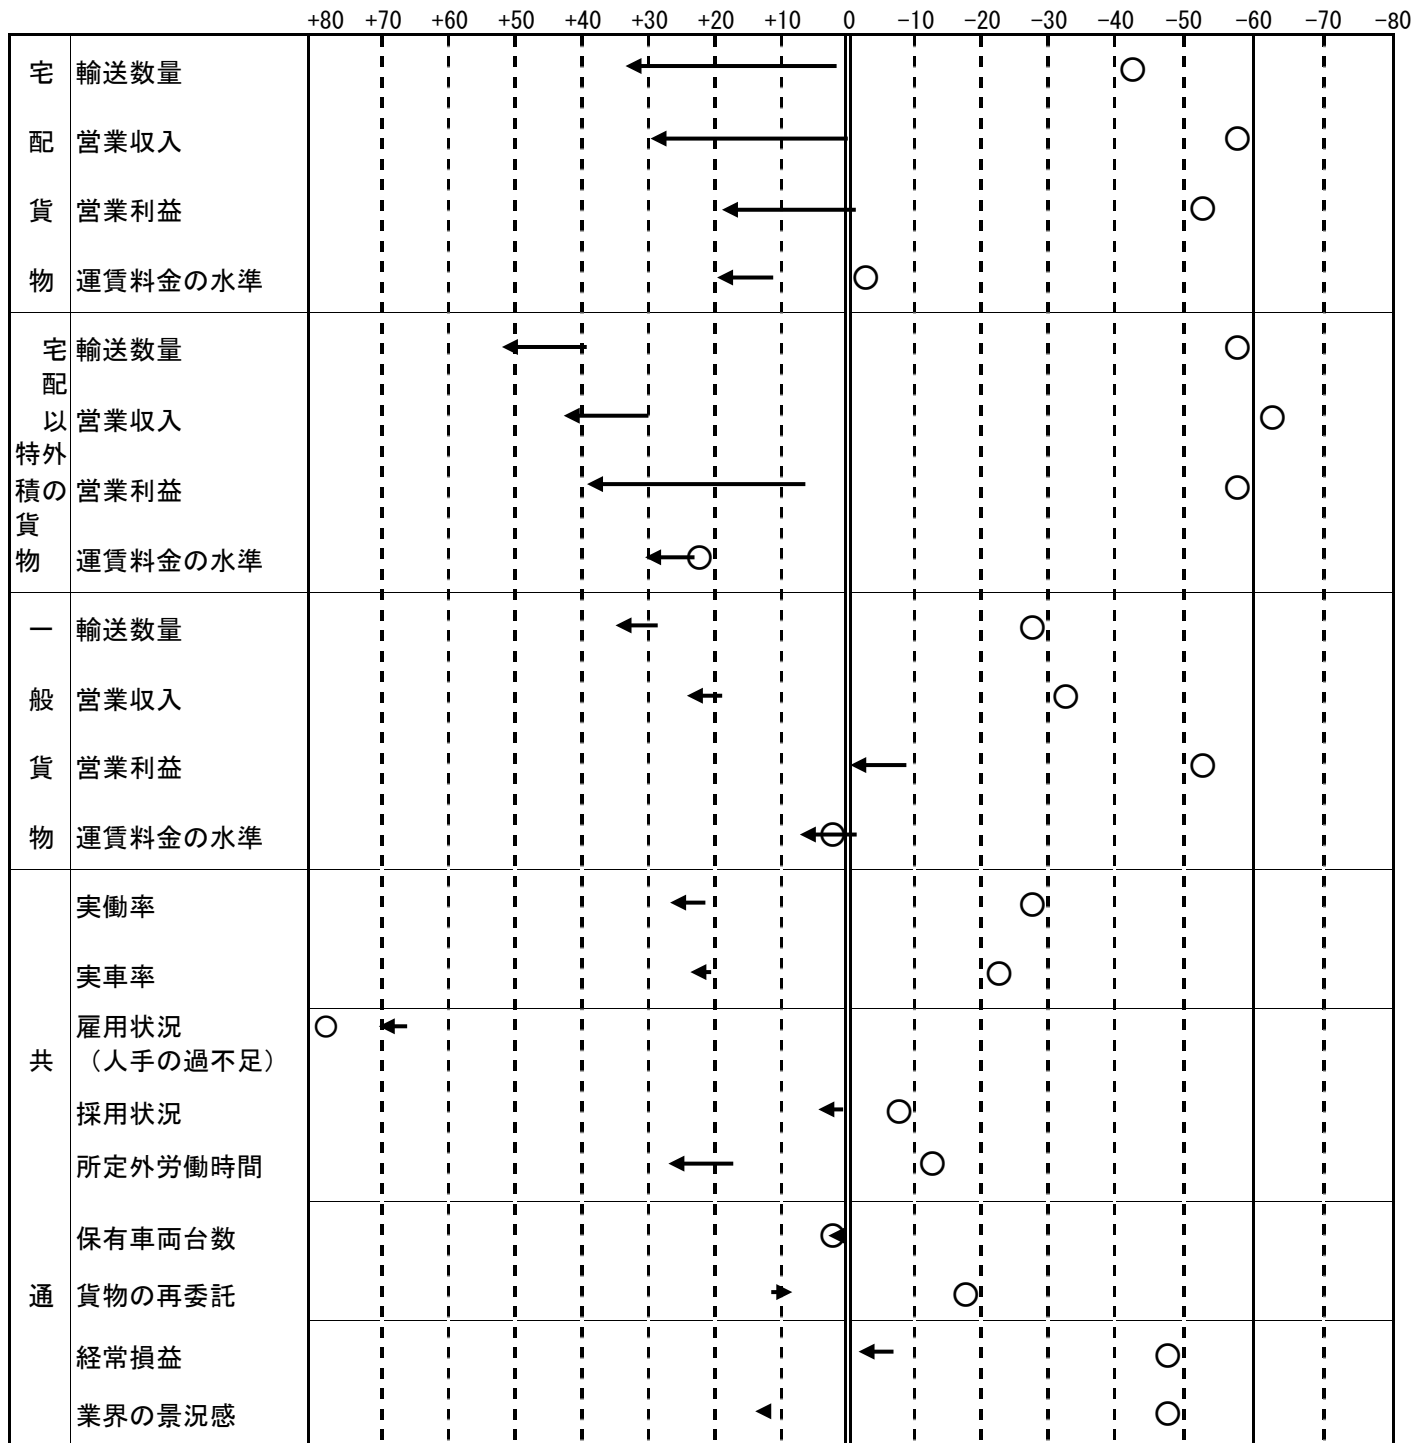 +80 +70 +60 +50 +40 +30 +20 +10 0 −10 −20 −30 −40 −50 −60 −70 −80
宅配貨物
輸送数量
営業収入
営業利益
運賃料金の水準
宅配以外の
特積貨物
輸送数量
営業収入
営業利益
運賃料金の水準
一般貨物
輸送数量
営業収入
営業利益
運賃料金の水準
共通
実働率
実車率
雇用状況
（人手の過不足）
採用状況
所定外労働時間
保有車両台数
貨物の再委託
経常損益
業界の景況感